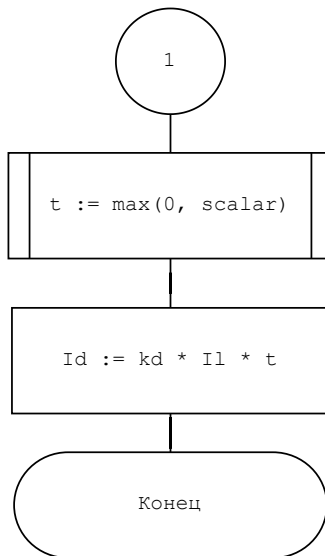 1
t := max(0, scalar)
Id := kd * Il * t
Конец